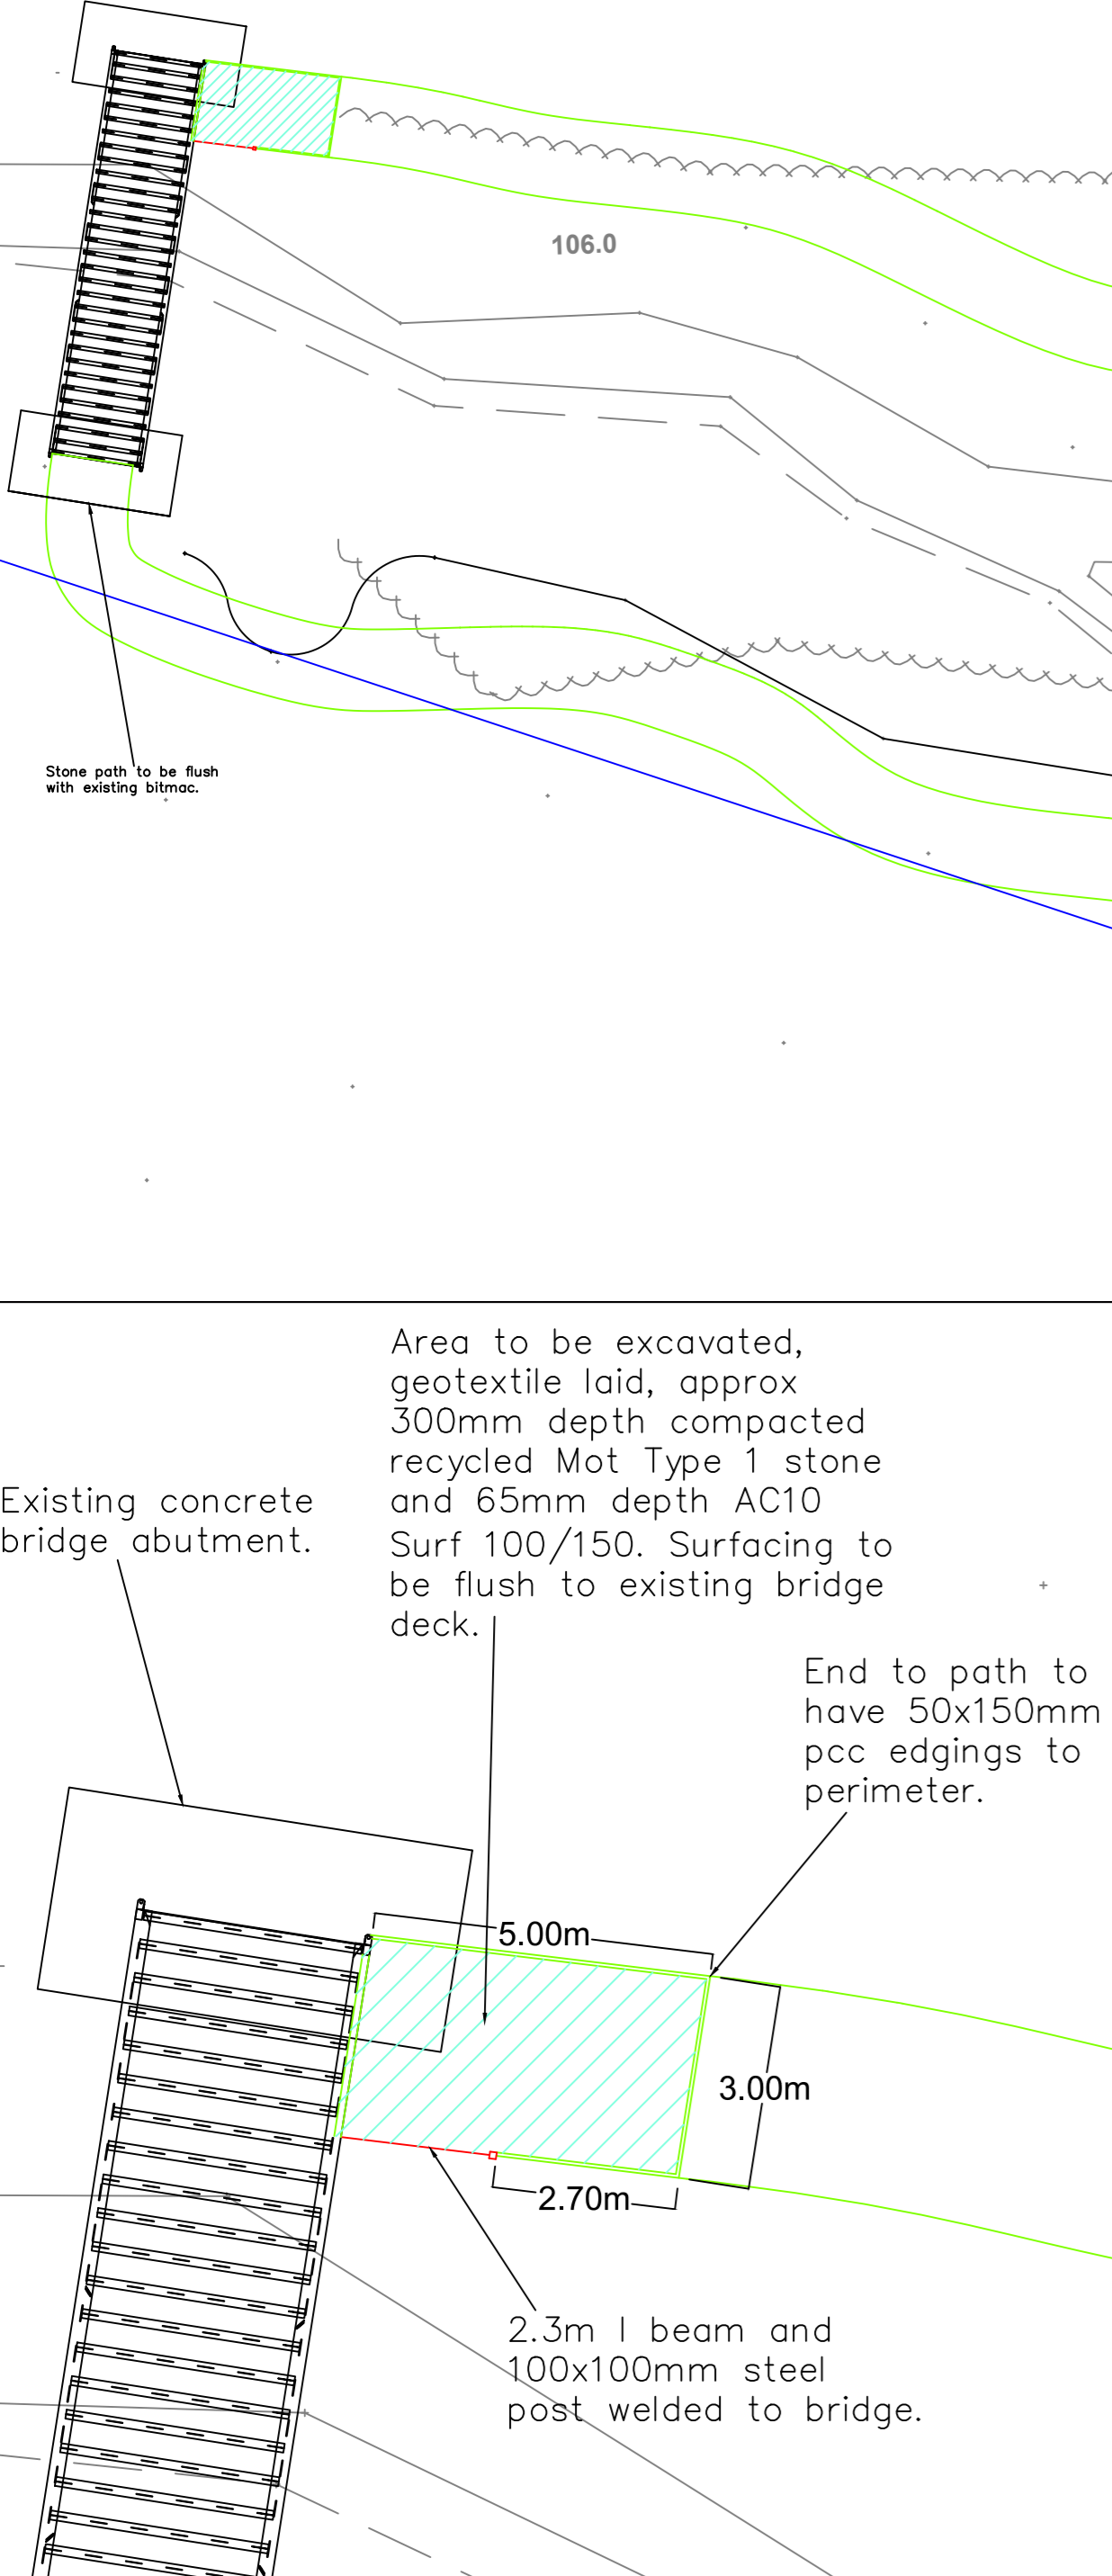 106.0
Stone path to be flush
with existing bitmac.
Area to be excavated,
geotextile laid, approx
300mm depth compacted
recycled Mot Type 1 stone
and 65mm depth AC10
Surf 100/150. Surfacing to
be flush to existing bridge
deck.
Existing concrete
bridge abutment.
End to path to
have 50x150mm
pcc edgings to
perimeter.
5.00m
3.00m
2.70m
2.3m I beam and
100x100mm steel
post welded to bridge.